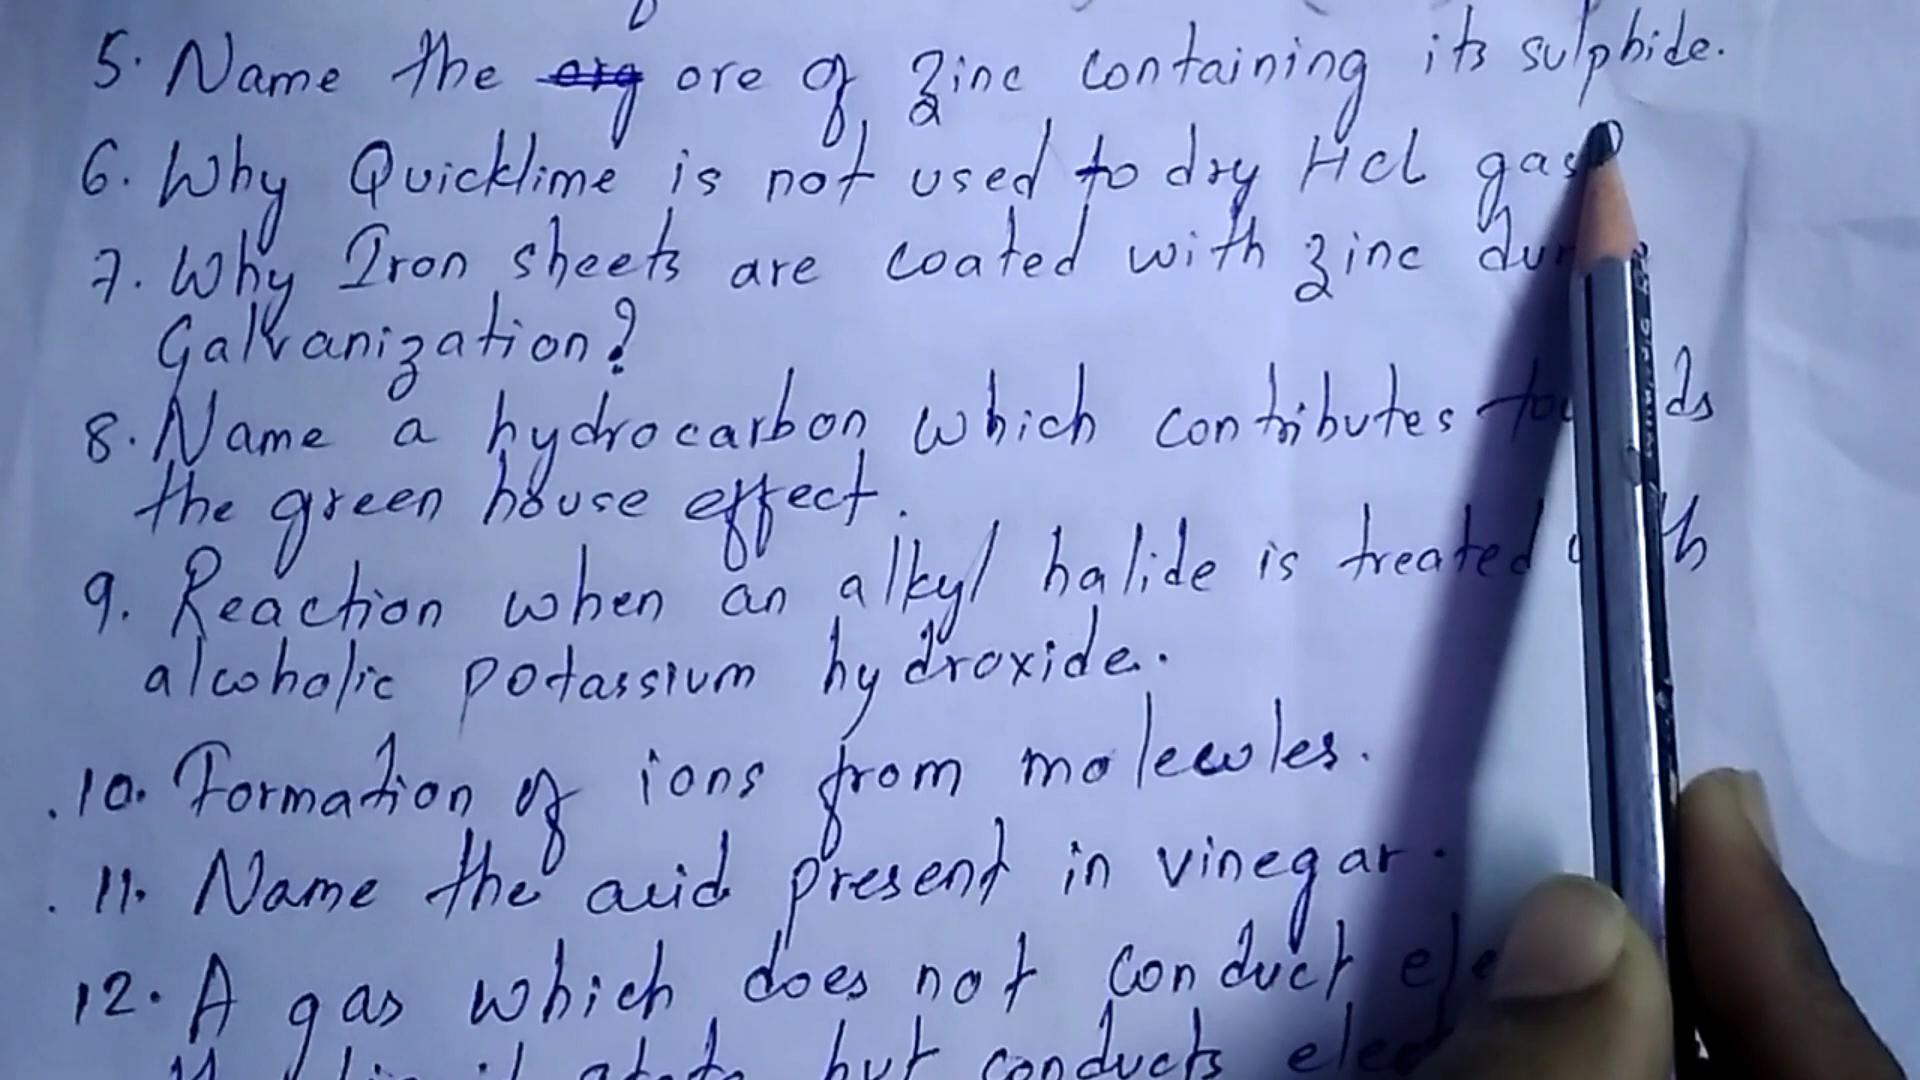 5. Name the ore of Zinc containing its sulphide.
6. Why Quicklime is not used to dry Hcl gas?
7. Why Iron sheets are coated with zinc
Galvanization?
8. Name a hydrocarbon which contributes
the green house effect.
9. Reaction when an alkyl halide is treated
alcoholic potassium hydroxide.
10. Formation of ions from molecules.
11. Name the acid present in vinegar.
12. A gas which does not conduct
but conducts